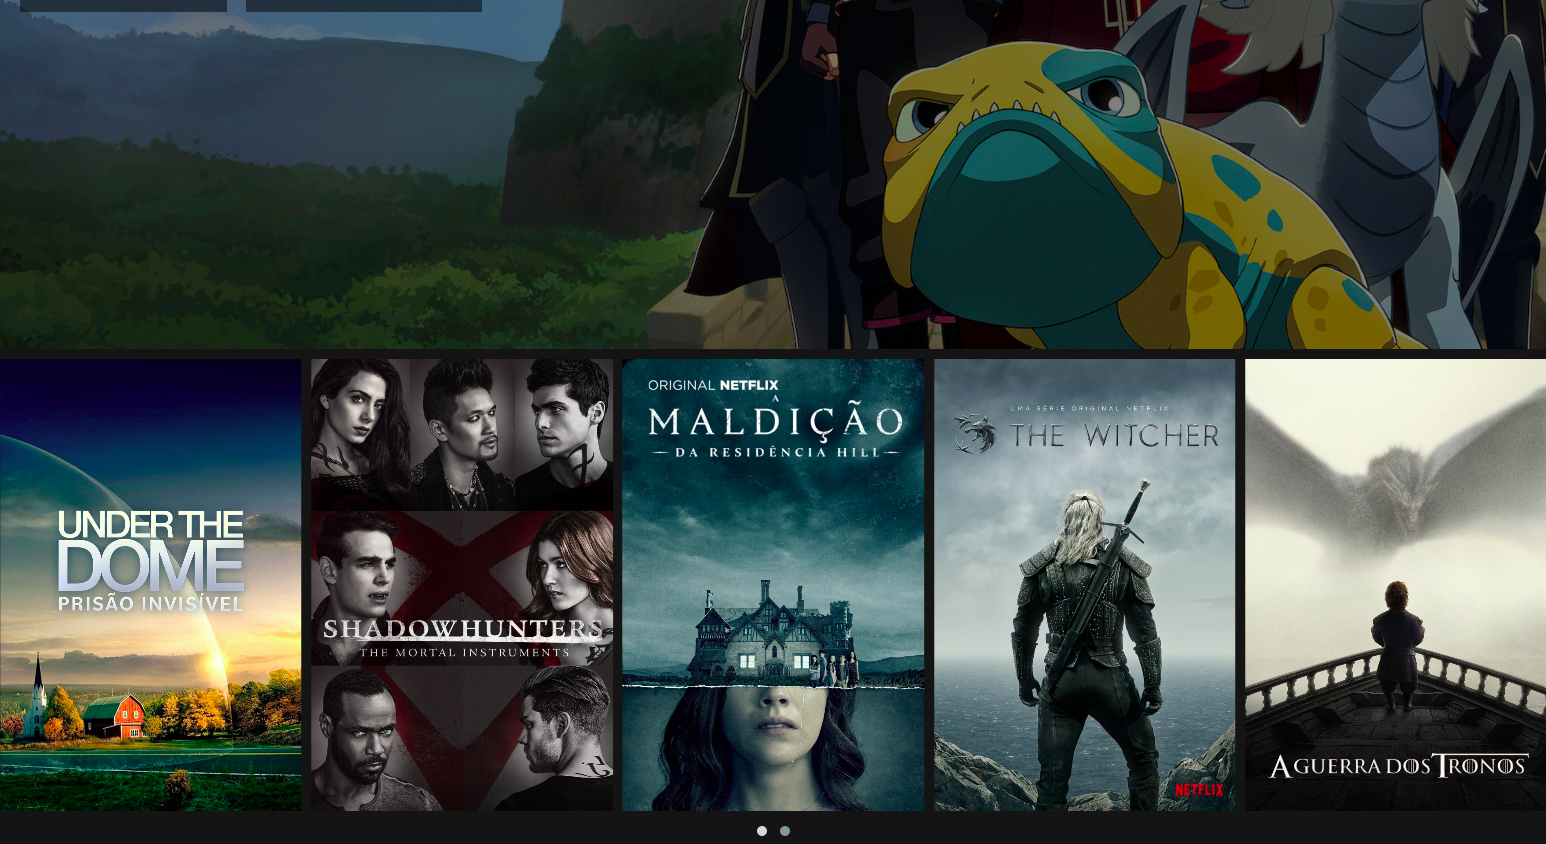 UNDER THE
DOME
PRISÃO INVISÍVEL
SHADOWHUNTERS
THE MORTAL INSTRUMENTS
ORIGINAL NETFLIX
A
MALDIÇÃO
DA RESIDÊNCIA HILL
UMA SÉRIE ORIGINAL NETFLIX
THE WITCHER
NETFLIX
A GUERRA DOS TRONOS